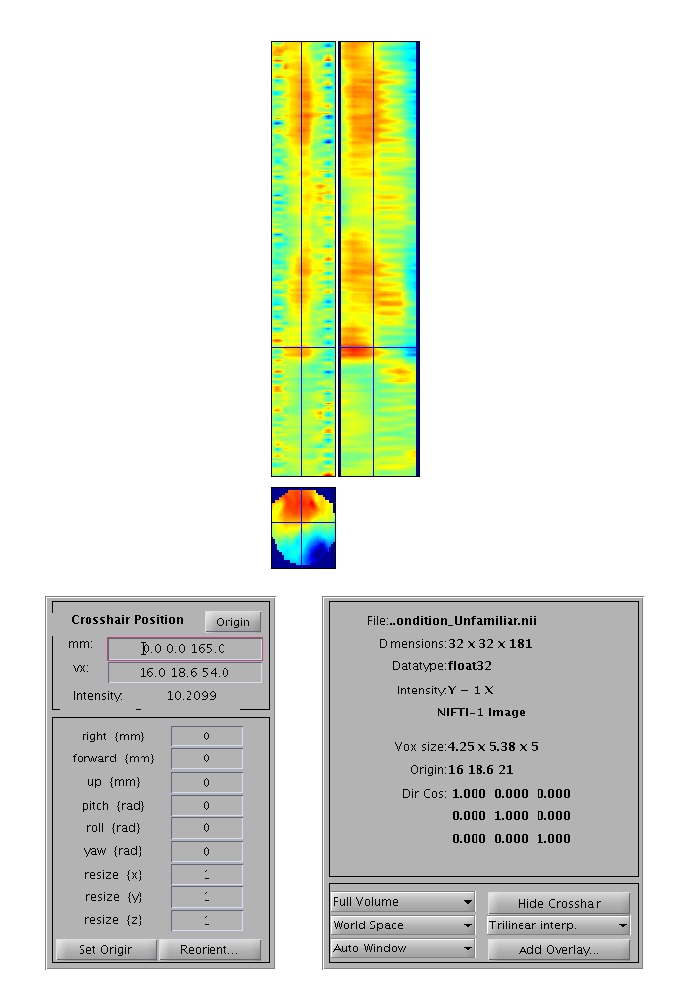 Crosshair Position
Origin
mm:
0.0 0.0 165.0
vx:
16.0 18.6 54.0
Intensity:
10.2099
right {mm}
0
forward {mm}
0
up {mm}
0
pitch {rad}
0
roll {rad}
0
yaw {rad}
0
resize {x}
1
resize {y}
1
resize {z}
1
Set Origin
Reorient...
File:..ondition_Unfamiliar.nii
Dimensions:32 x 32 x 181
Datatype:float32
Intensity:Y = 1 X
NIFTI-1 Image
Vox size:4.25 x 5.38 x 5
Origin:16 18.6 21
Dir Cos: 1.000 0.000 0.000
0.000 1.000 0.000
0.000 0.000 1.000
Full Volume
Hide Crosshair
World Space
Trilinear interp.
Auto Window
Add Overlay...